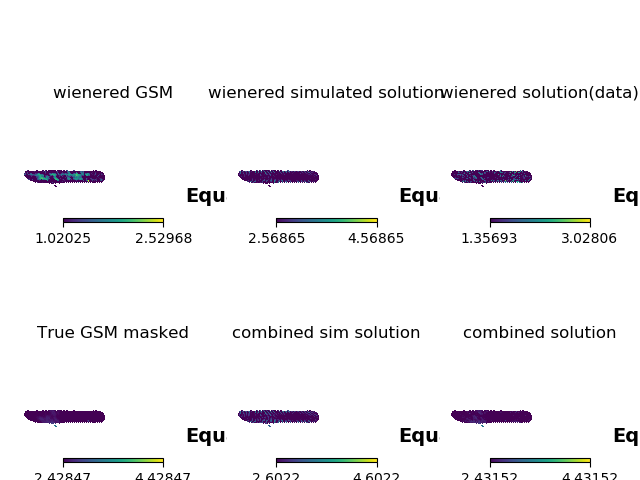 wienered GSM wienered simulated solution wienered solution(data)
Equ Equ Eq
1.02025 2.52968 2.56865 4.56865 1.35693 3.02806
True GSM masked combined sim solution combined solution
Equ Equ Eq
2.42847 4.42847 2.6022 4.6022 2.43152 4.43152